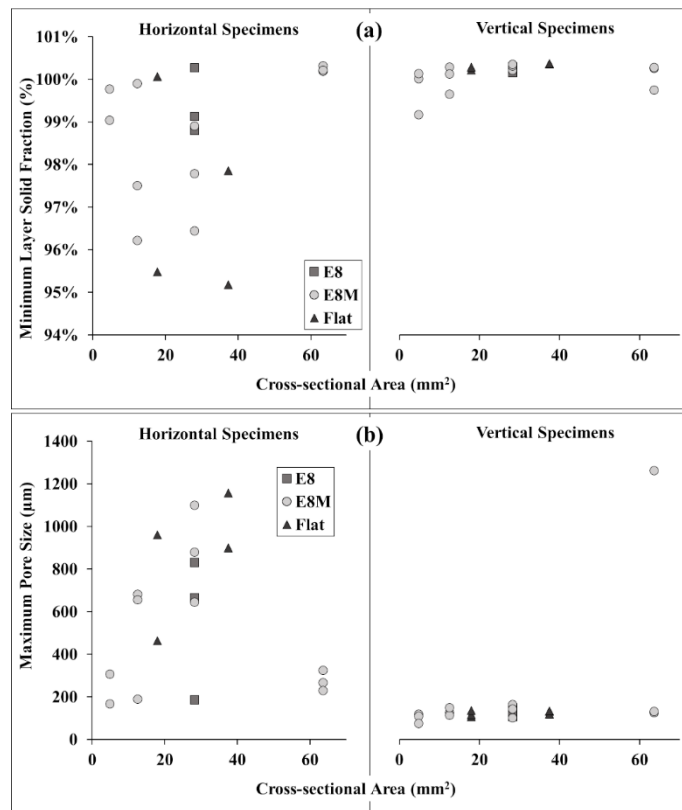 Horizontal Specimens (a) Vertical Specimens
101%
100%
99%
98%
97%
96%
95%
94%
Minimum Layer Solid Fraction (%)
E8
E8M
Flat
0 20 40 60 0 20 40 60
Cross-sectional Area (mm²)
Horizontal Specimens (b) Vertical Specimens
1400
1200
1000
800
600
400
200
0
Maximum Pore Size (µm)
E8
E8M
Flat
0 20 40 60 0 20 40 60
Cross-sectional Area (mm²)